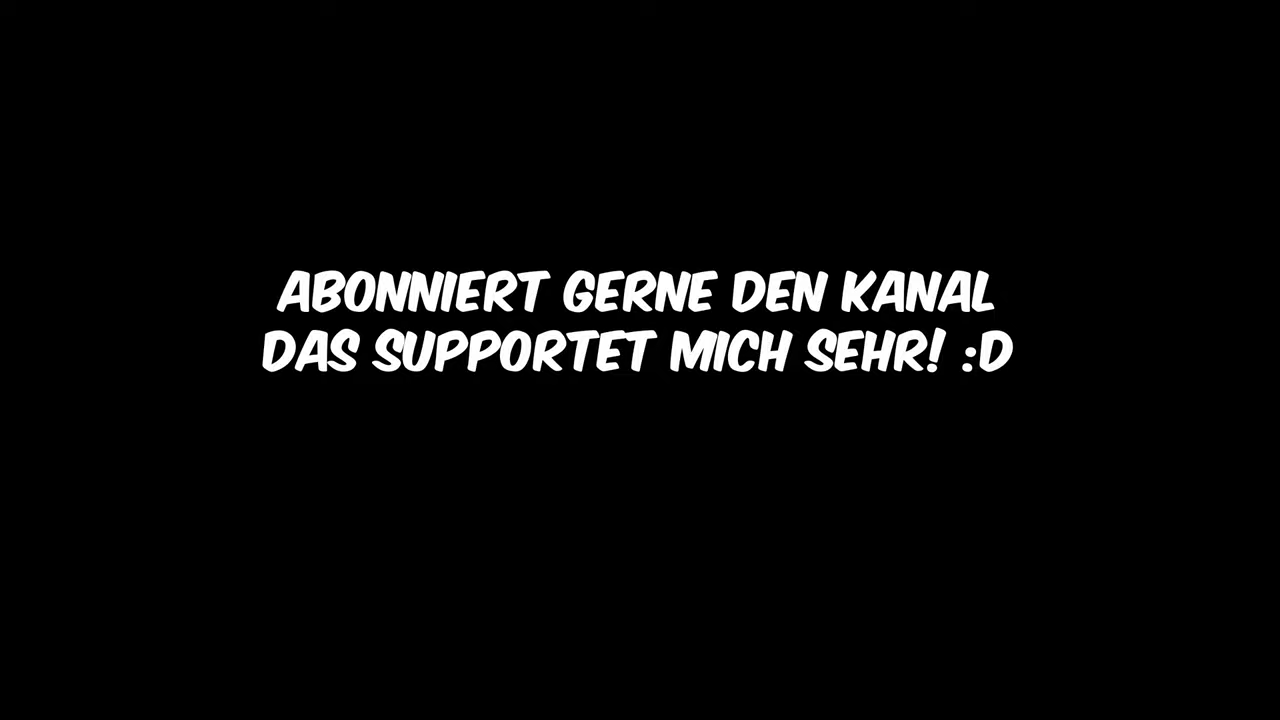 ABONNIERT GERNE DEN KANAL
DAS SUPPORTET MICH SEHR! :D